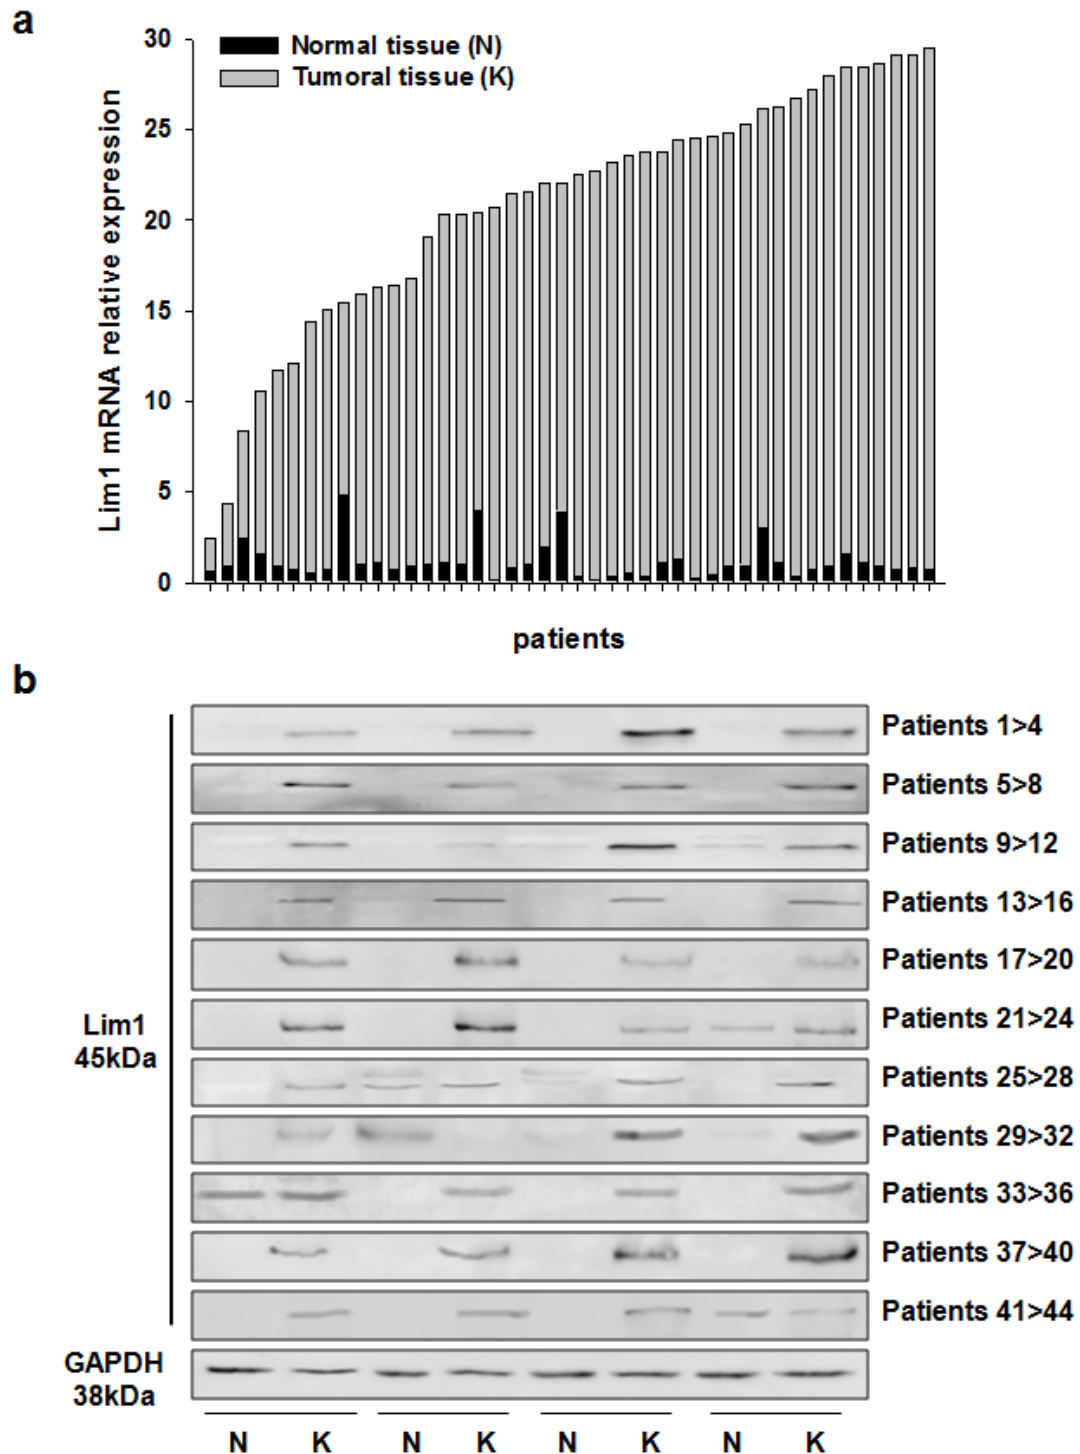 a
30
25
20
15
10
5
0
Lim1 mRNA relative expression
Normal tissue (N)
Tumoral tissue (K)
patients
b
Patients 1>4
Patients 5>8
Patients 9>12
Patients 13>16
Patients 17>20
Patients 21>24
Patients 25>28
Patients 29>32
Patients 33>36
Patients 37>40
Patients 41>44
Lim1
45kDa
GAPDH
38kDa
N K N K N K N K